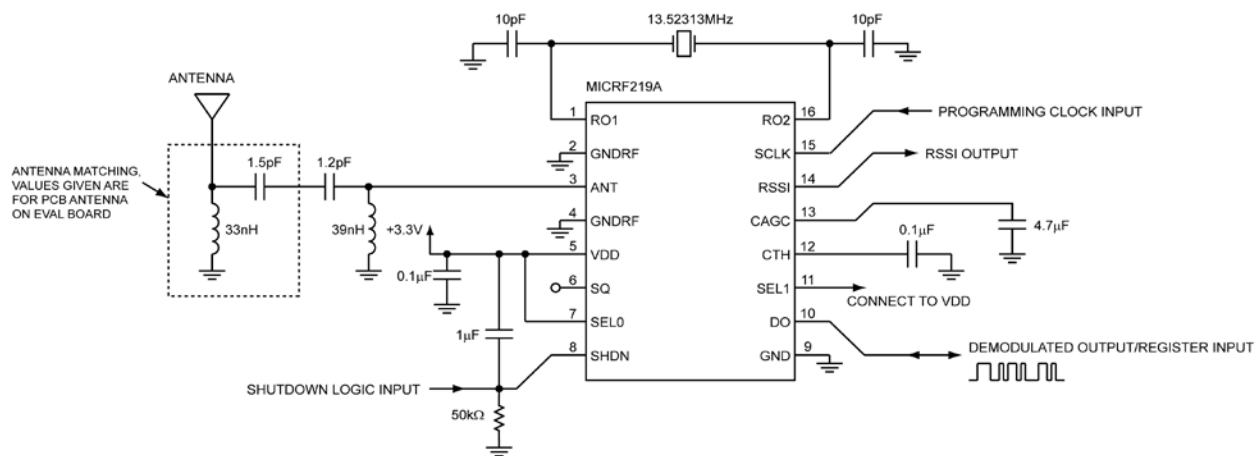 10pF
13.52313MHz
10pF
ANTENNA
MICRF219A
1
RO1
RO2
16
PROGRAMMING CLOCK INPUT
2
GNDRF
SCLK
15
RSSI OUTPUT
ANTENNA MATCHING,
VALUES GIVEN ARE
FOR PCB ANTENNA
ON EVAL BOARD
1.5pF
1.2pF
3
ANT
RSSI
14
33nH
39nH
+3.3V
4
GNDRF
CAGC
13
4.7μF
0.1μF
5
VDD
CTH
12
0.1μF
6
SQ
SEL1
11
CONNECT TO VDD
7
SEL0
DO
10
1μF
8
SHDN
GND
9
DEMODULATED OUTPUT/REGISTER INPUT
SHUTDOWN LOGIC INPUT
50kΩ